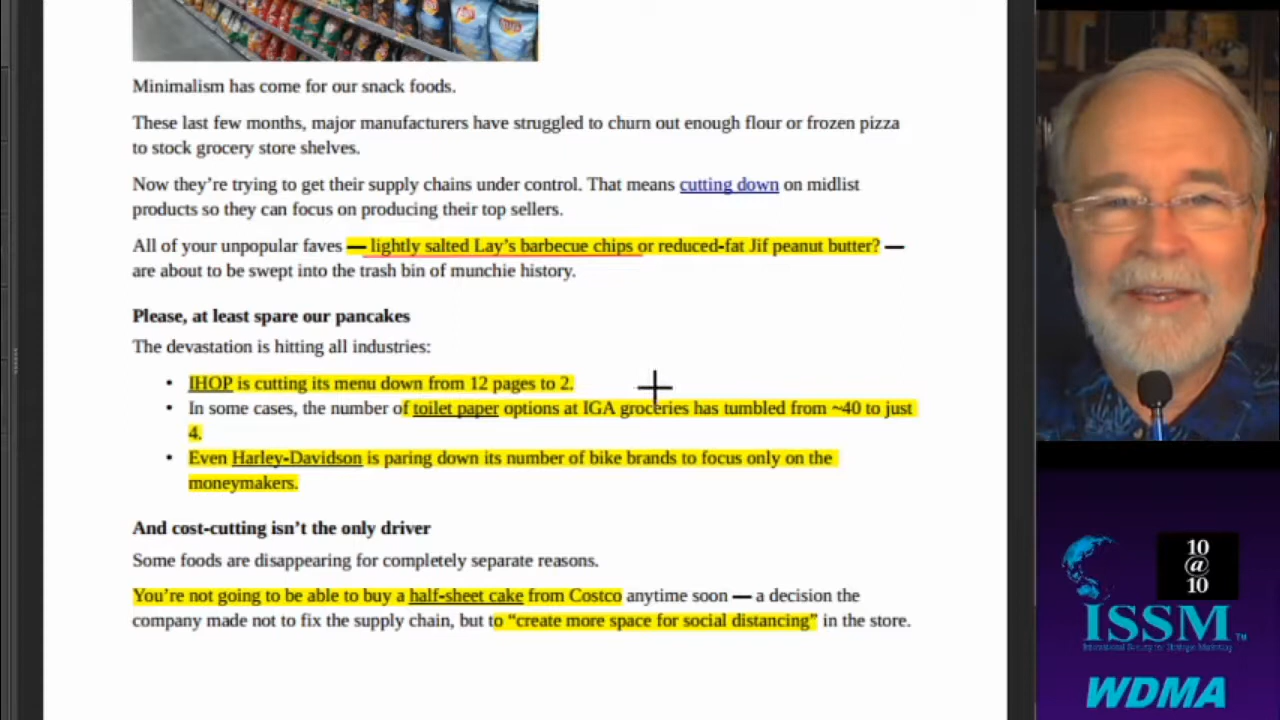 Minimalism has come for our snack foods.
These last few months, major manufacturers have struggled to churn out enough flour or frozen pizza
to stock grocery store shelves.
Now they’re trying to get their supply chains under control. That means cutting down on midlist
products so they can focus on producing their top sellers.
All of your unpopular faves — lightly salted Lay’s barbecue chips or reduced-fat Jif peanut butter? —
are about to be swept into the trash bin of munchie history.
Please, at least spare our pancakes
The devastation is hitting all industries:
• IHOP is cutting its menu down from 12 pages to 2.
• In some cases, the number of toilet paper options at IGA groceries has tumbled from ~40 to just
4.
• Even Harley-Davidson is paring down its number of bike brands to focus only on the
moneymakers.
And cost-cutting isn’t the only driver
Some foods are disappearing for completely separate reasons.
You’re not going to be able to buy a half-sheet cake from Costco anytime soon — a decision the
company made not to fix the supply chain, but to “create more space for social distancing” in the store.
10
@
10
ISSM™
International Society for Strategic Marketing
WDMA